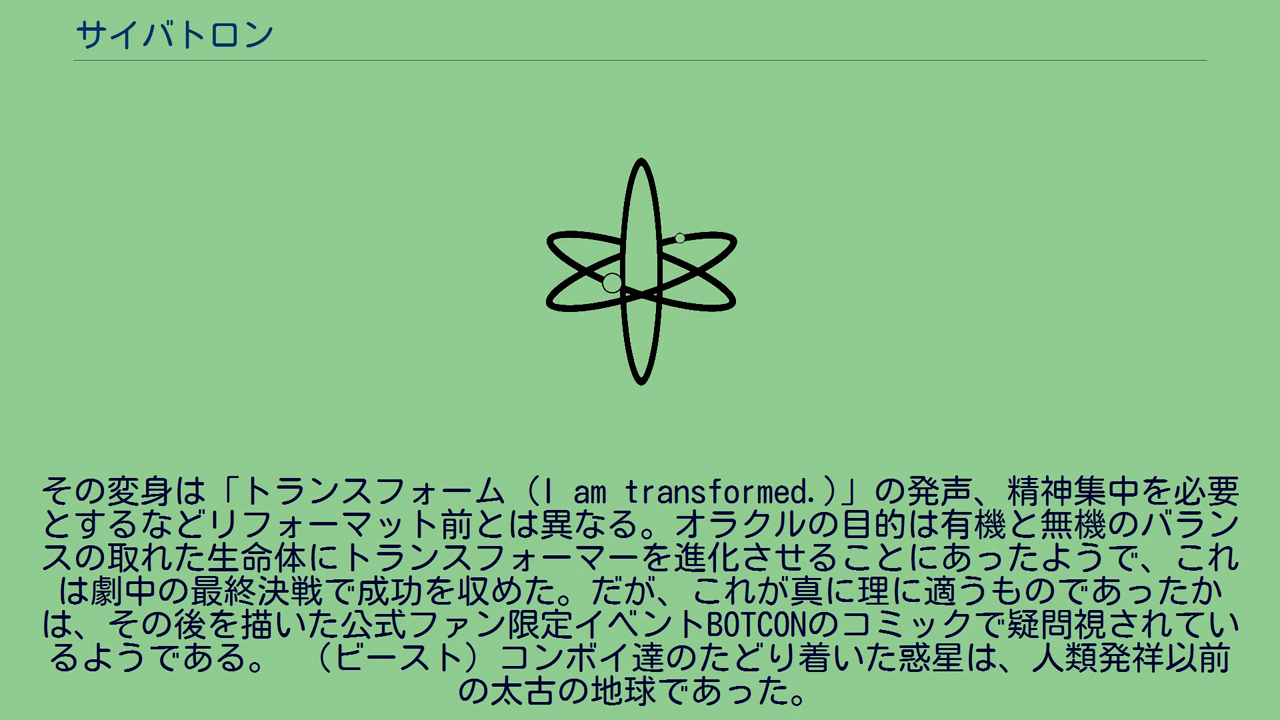 サイバトロン
その変身は「トランスフォーム（I am transformed.）」の発声、精神集中を必要
とするなどリフォーマット前とは異なる。オラクルの目的は有機と無機のバラン
スの取れた生命体にトランスフォーマーを進化させることにあったようで、これ
は劇中の最終決戦で成功を収めた。だが、これが真に理に適うものであったか
は、その後を描いた公式ファン限定イベントBOTCONのコミックで疑問視されてい
るようである。　（ビースト）コンボイ達のたどり着いた惑星は、人類発祥以前
の太古の地球であった。